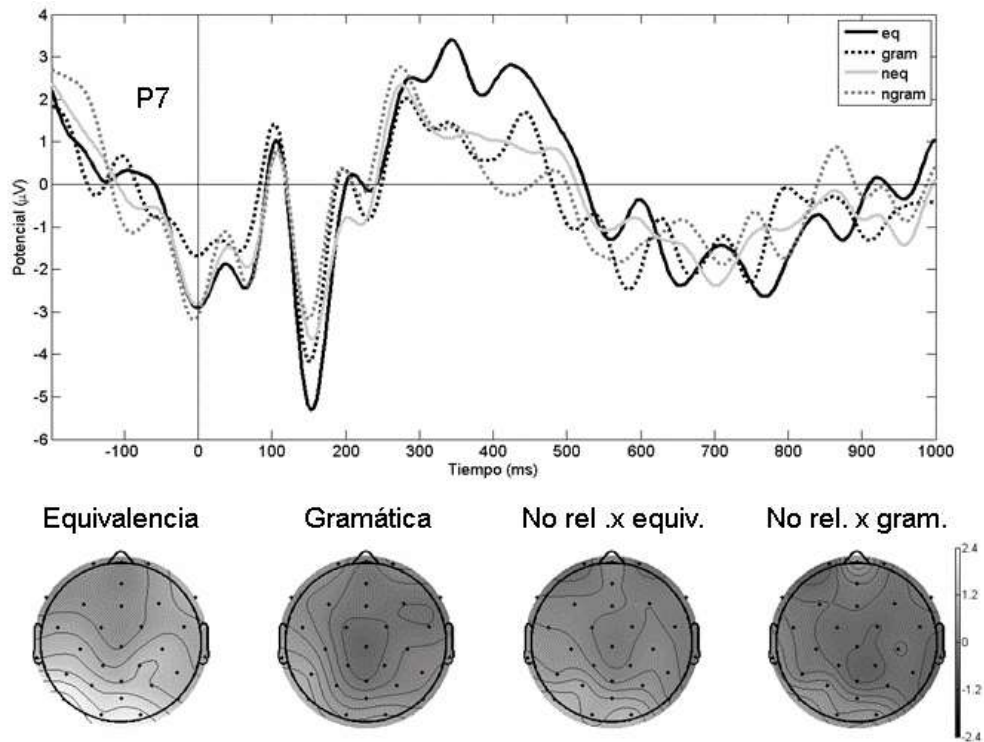 4
3
2
1
0
-1
-2
-3
-4
-5
-6
Potencial (μV)
P7
eq
gram
neq
ngram
-100 0 100 200 300 400 500 600 700 800 900 1000
Tiempo (ms)
Equivalencia Gramática No rel .x equiv. No rel. x gram.
2.4
1.2
0
-1.2
-2.4